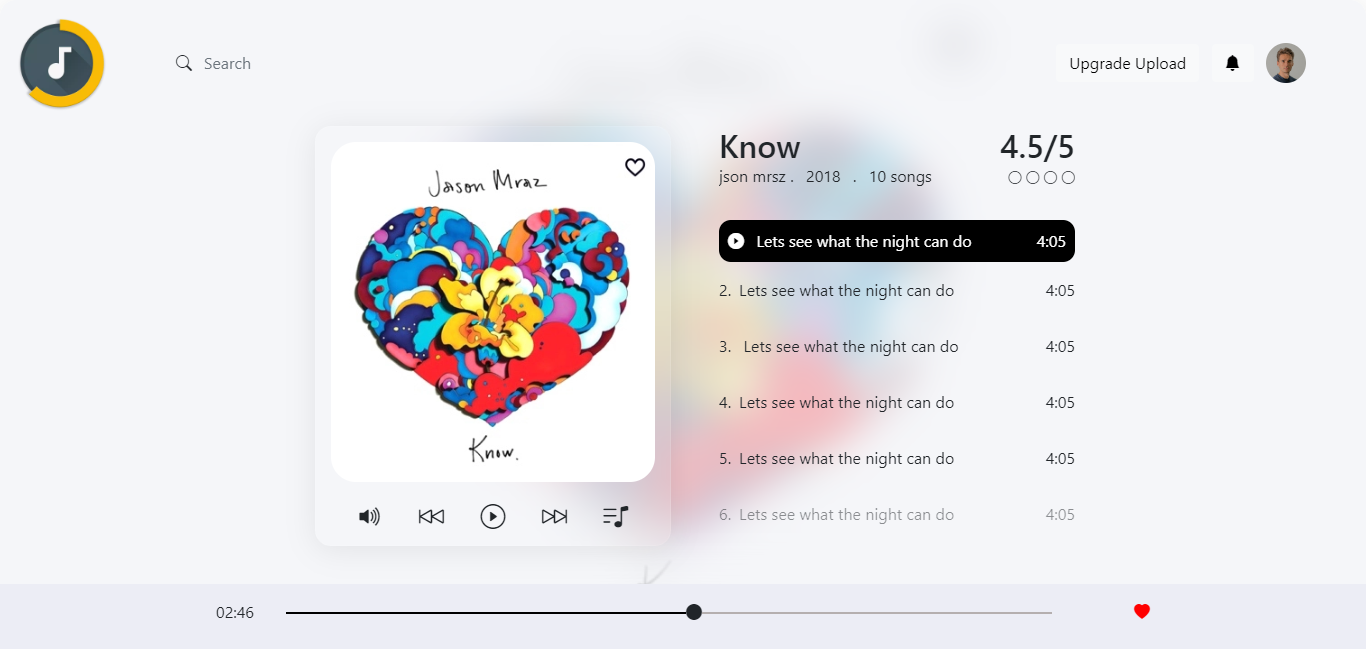 Search
Upgrade Upload
Jason Mraz
Know.
Know
4.5/5
json mrsz . 2018 . 10 songs
Lets see what the night can do 4:05
2. Lets see what the night can do 4:05
3. Lets see what the night can do 4:05
4. Lets see what the night can do 4:05
5. Lets see what the night can do 4:05
6. Lets see what the night can do 4:05
02:46